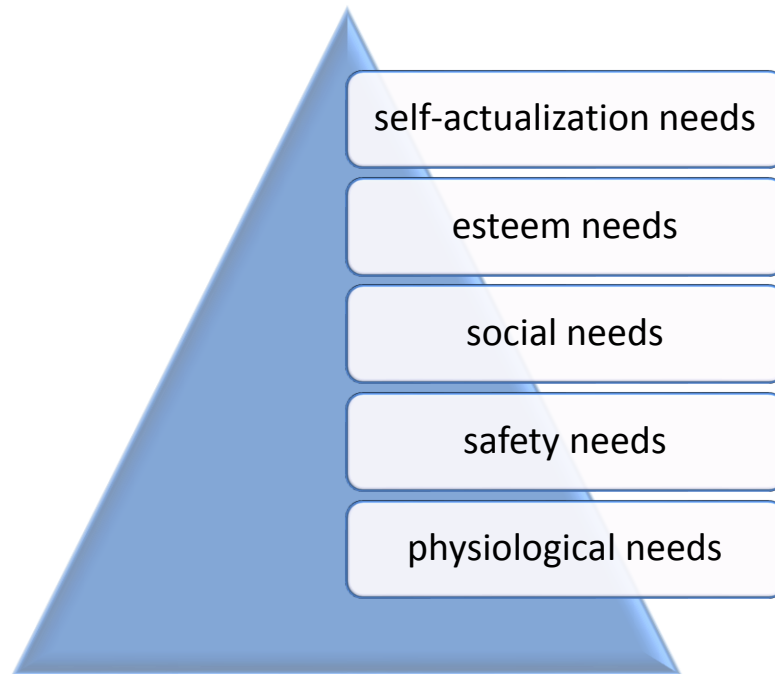 self-actualization needs
esteem needs
social needs
safety needs
physiological needs